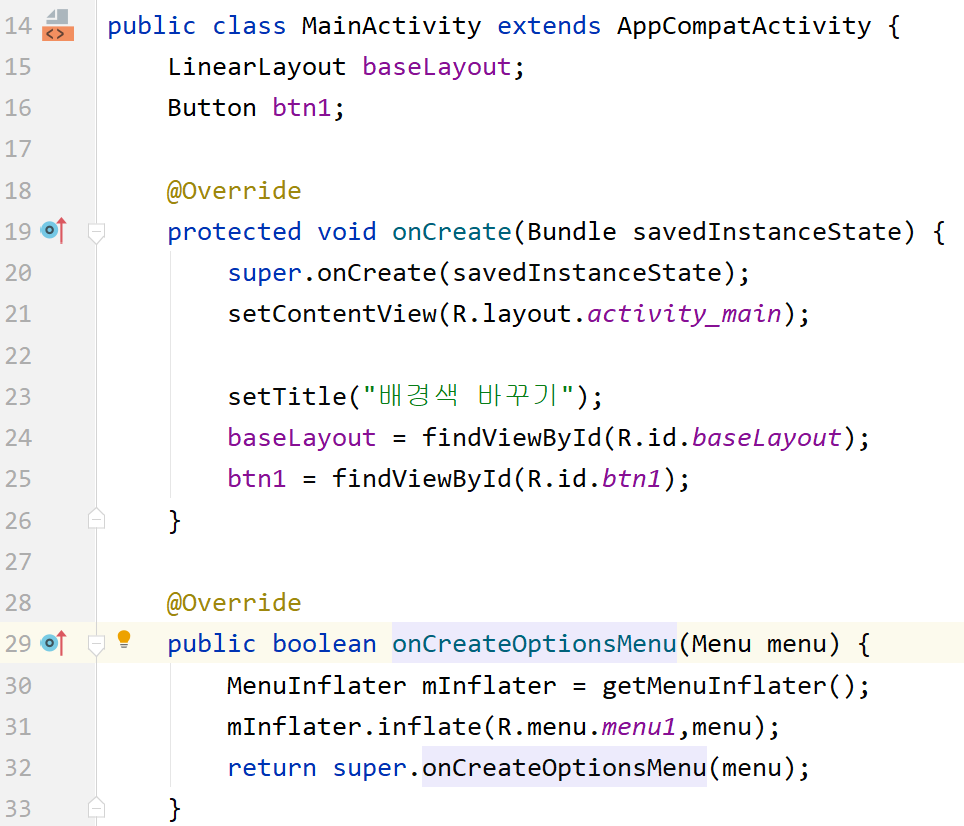 14 public class MainActivity extends AppCompatActivity {
15 LinearLayout baseLayout;
16 Button btn1;
17
18 @Override
19 protected void onCreate(Bundle savedInstanceState) {
20 super.onCreate(savedInstanceState);
21 setContentView(R.layout.activity_main);
22
23 setTitle("배경색 바꾸기");
24 baseLayout = findViewById(R.id.baseLayout);
25 btn1 = findViewById(R.id.btn1);
26 }
27
28 @Override
29 public boolean onCreateOptionsMenu(Menu menu) {
30 MenuInflater mInflater = getMenuInflater();
31 mInflater.inflate(R.menu.menu1,menu);
32 return super.onCreateOptionsMenu(menu);
33 }